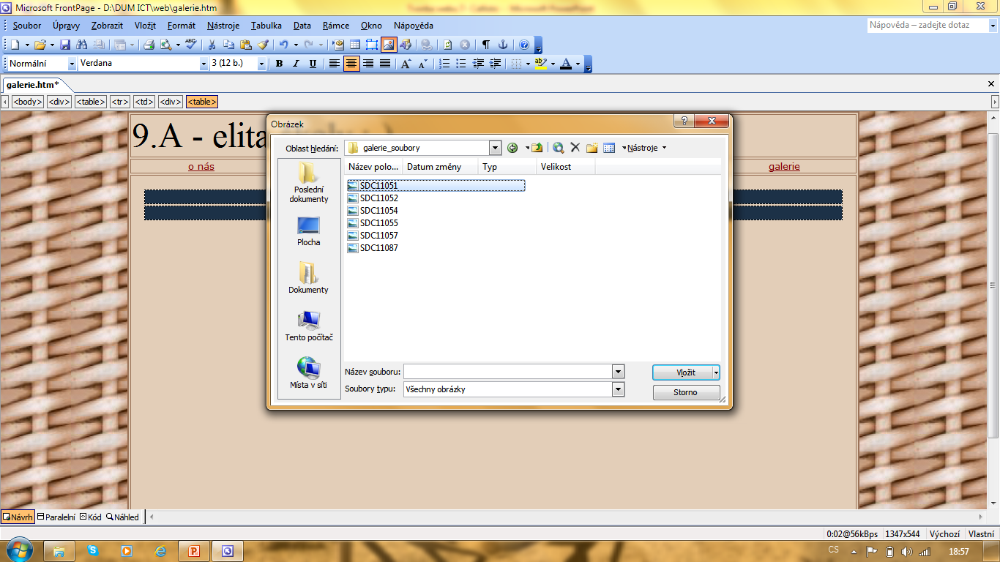 Microsoft FrontPage - D:\DUM ICT\web\galerie.htm
Soubor Úpravy Zobrazit Vložit Formát Nástroje Tabulka Data Rámce Okno Nápověda
Nápověda – zadejte dotaz
Normální Verdana 3 (12 b.) B I U
galerie.htm*
<body> <div> <table> <tr> <td> <div> <table>
9.A - elita
o nás galerie
Obrázek
Oblast hledání: galerie_soubory Nástroje
Název polo... Datum změny Typ Velikost
SDC11051
SDC11052
SDC11054
SDC11055
SDC11057
SDC11087
Poslední
dokumenty
Plocha
Dokumenty
Tento počítač
Místa v síti
Název souboru: Vložit
Soubory typu: Všechny obrázky Storno
Návrh Paralelní Kód Náhled
0:02@56kBps 1347x544 Výchozí Vlastní
CS 18:57